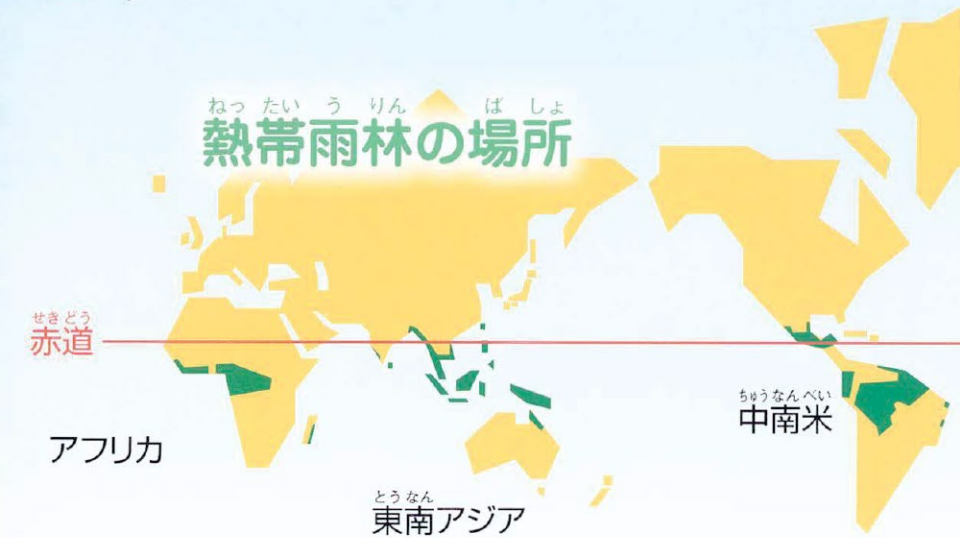 ねったいうりん ばしょ
熱帯雨林の場所
せきどう
赤道
ちゅうなんべい
中南米
アフリカ
とうなん
東南アジア